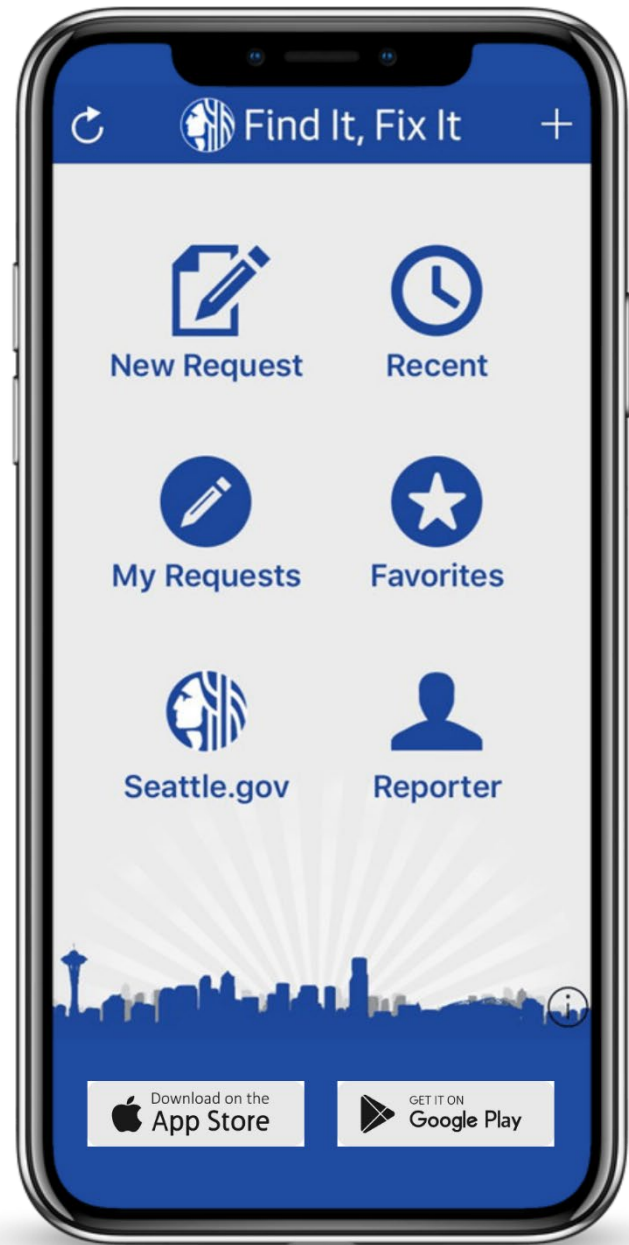 Find It, Fix It
New Request
Recent
My Requests
Favorites
Seattle.gov
Reporter
Download on the
App Store
GET IT ON
Google Play